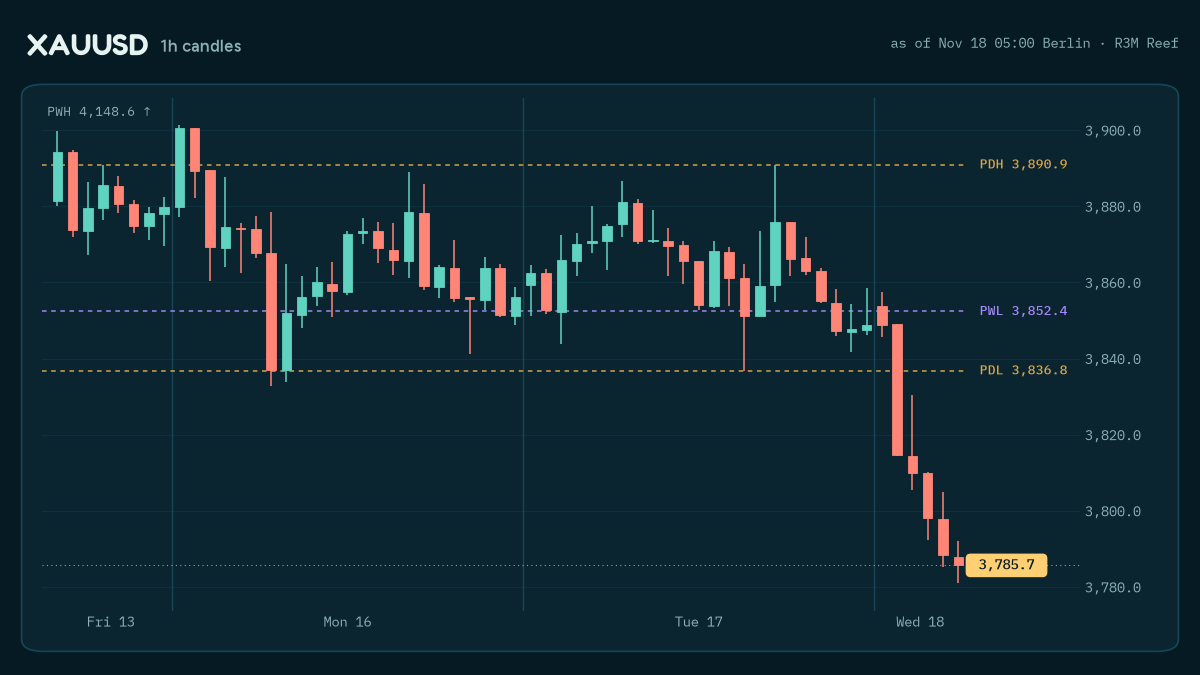 XAUUSD 1h candles
as of Nov 18 05:00 Berlin · R3M Reef
PWH 4,148.6 ↑
3,900.0
PDH 3,890.9
3,880.0
3,860.0
PWL 3,852.4
3,840.0
PDL 3,836.8
3,820.0
3,800.0
3,785.7
3,780.0
Fri 13 Mon 16 Tue 17 Wed 18